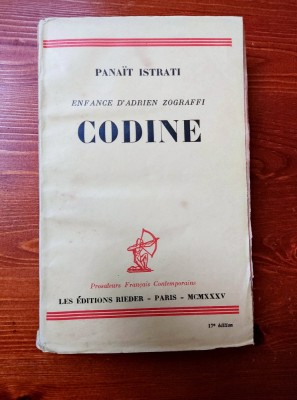 PANAÏT ISTRATI
ENFANCE D'ADRIEN ZOGRAFFI
CODINE
Prosateurs Français Contemporains
LES ÉDITIONS RIEDER - PARIS - MCMXXXV
17e édition